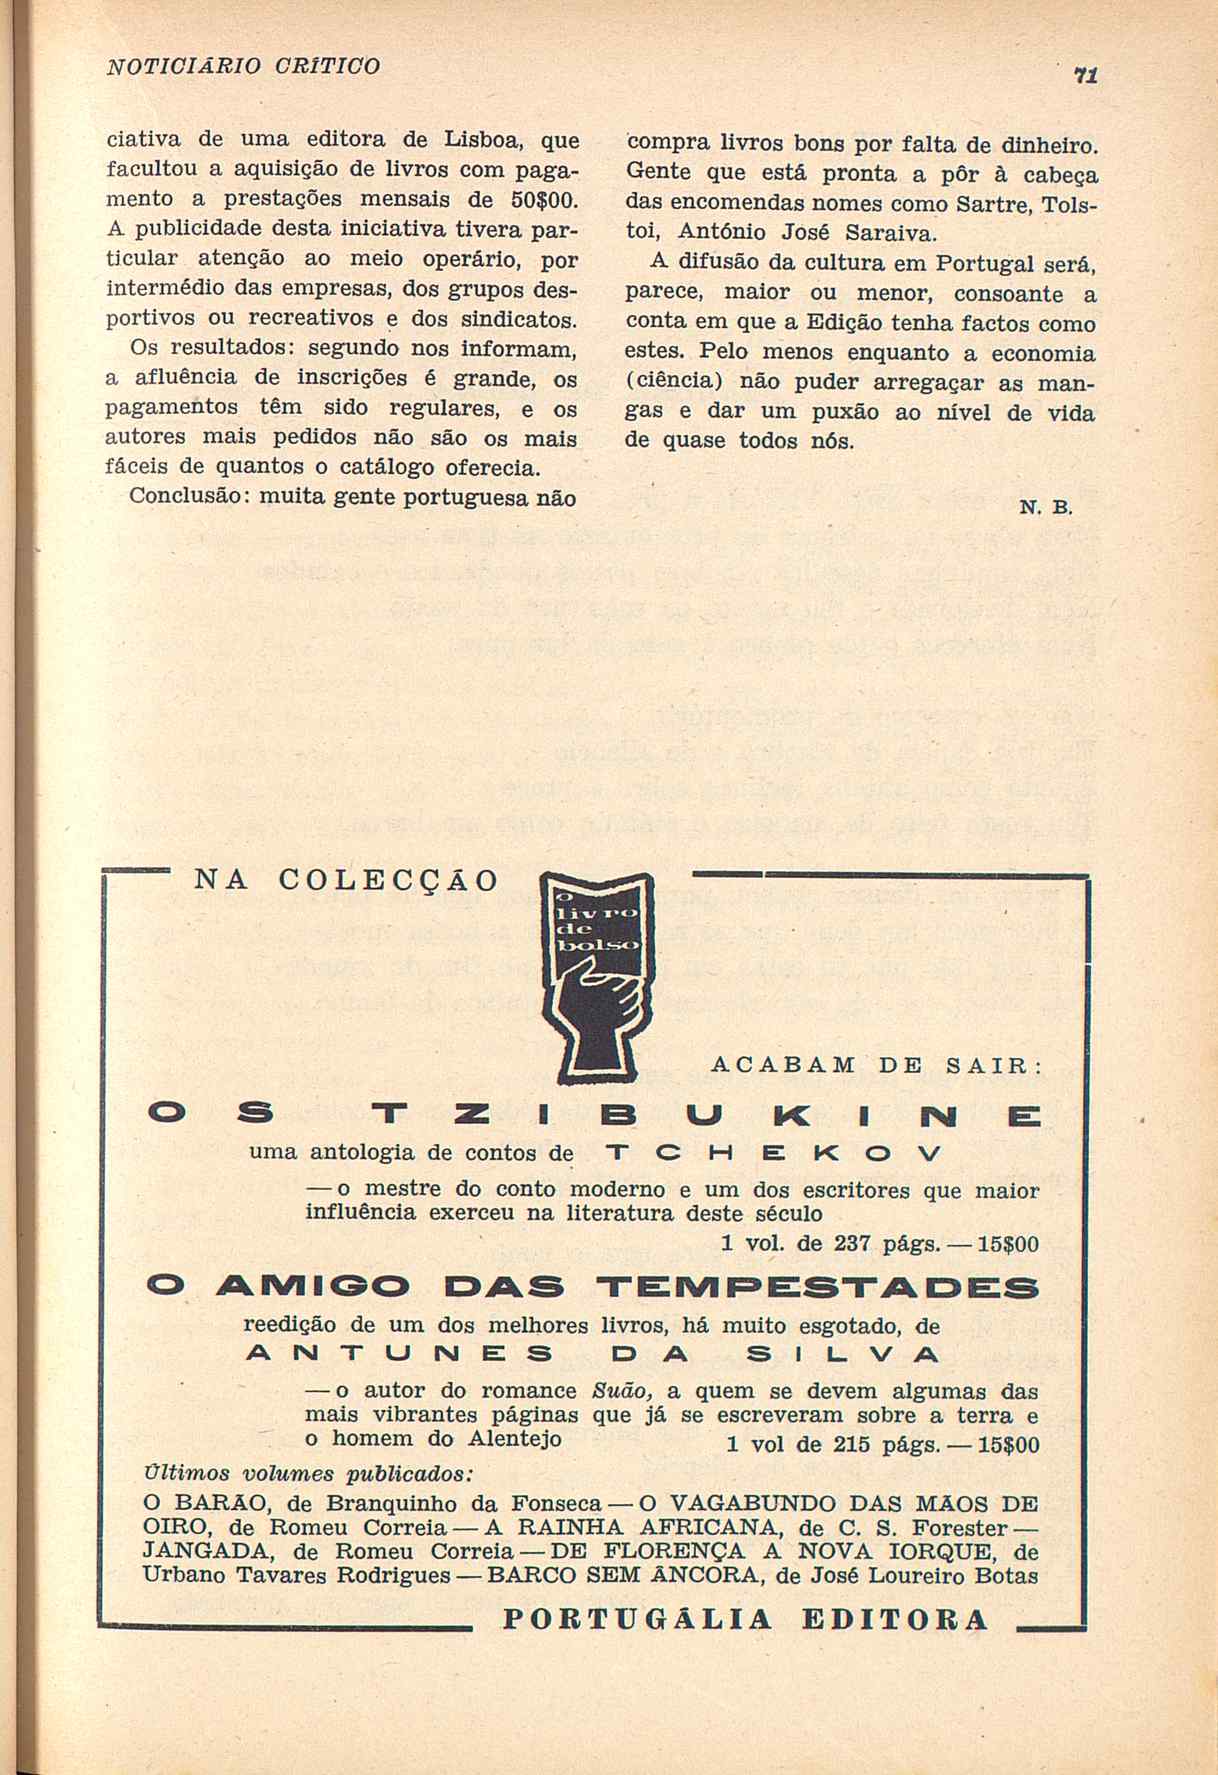 NOTICIÁRIO CRÍTICO
71
ciativa de uma editora de Lisboa, que
facultou a aquisição de livros com paga-
mento a prestações mensais de 50$00.
A publicidade desta iniciativa tivera par-
ticular atenção ao meio operário, por
intermédio das empresas, dos grupos des-
portivos ou recreativos e dos sindicatos.
Os resultados: segundo nos informam,
a afluência de inscrições é grande, os
pagamentos têm sido regulares, e os
autores mais pedidos não são os mais
fáceis de quantos o catálogo oferecia.
Conclusão: muita gente portuguesa não
compra livros bons por falta de dinheiro.
Gente que está pronta a pôr à cabeça
das encomendas nomes como Sartre, Tols-
toi, António José Saraiva.
A difusão da cultura em Portugal será,
parece, maior ou menor, consoante a
conta em que a Edição tenha factos como
estes. Pelo menos enquanto a economia
(ciência) não puder arregaçar as man-
gas e dar um puxão ao nível de vida
de quase todos nós.
N. B.
NA COLECÇÃO
o
livro
de
bolso
ACABAM DE SAIR:
OS TZIBUKINE
uma antologia de contos de TCHEKOV
— o mestre do conto moderno e um dos escritores que maior
influência exerceu na literatura deste século
1 vol. de 237 págs. — 15$00
O AMIGO DAS TEMPESTADES
reedição de um dos melhores livros, há muito esgotado, de
ANTUNES DA SILVA
— o autor do romance Suão, a quem se devem algumas das
mais vibrantes páginas que já se escreveram sobre a terra e
o homem do Alentejo
1 vol de 215 págs. — 15$00
Últimos volumes publicados:
O BARÃO, de Branquinho da Fonseca — O VAGABUNDO DAS MÃOS DE
OIRO, de Romeu Correia — A RAINHA AFRICANA, de C. S. Forester —
JANGADA, de Romeu Correia — DE FLORENÇA A NOVA IORQUE, de
Urbano Tavares Rodrigues — BARCO SEM ÂNCORA, de José Loureiro Botas
PORTUGÁLIA EDITORA